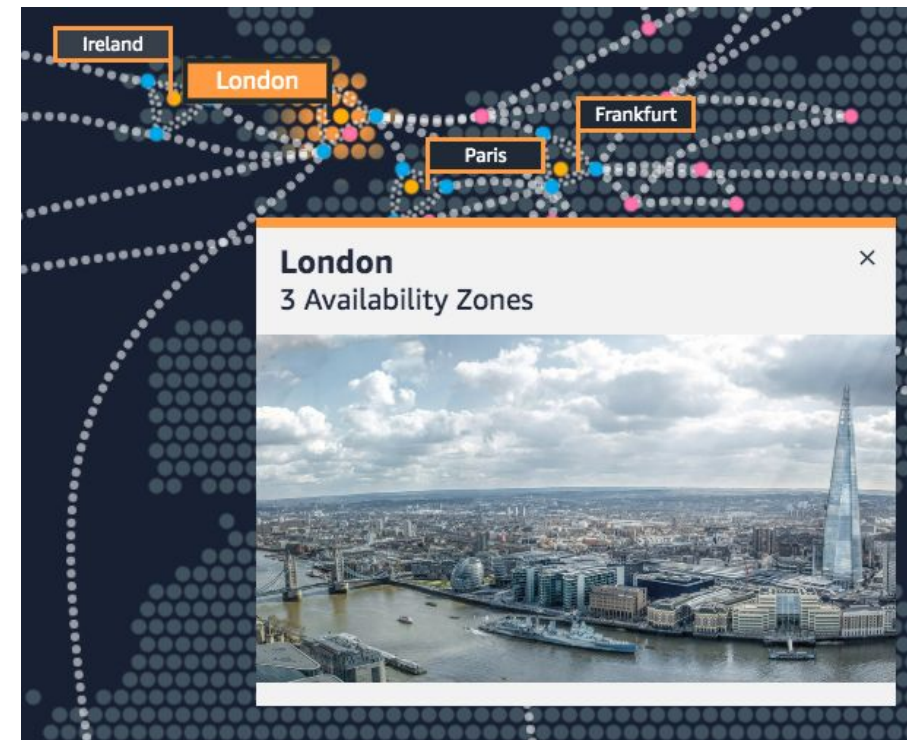 Ireland
London
Frankfurt
Paris
London
3 Availability Zones